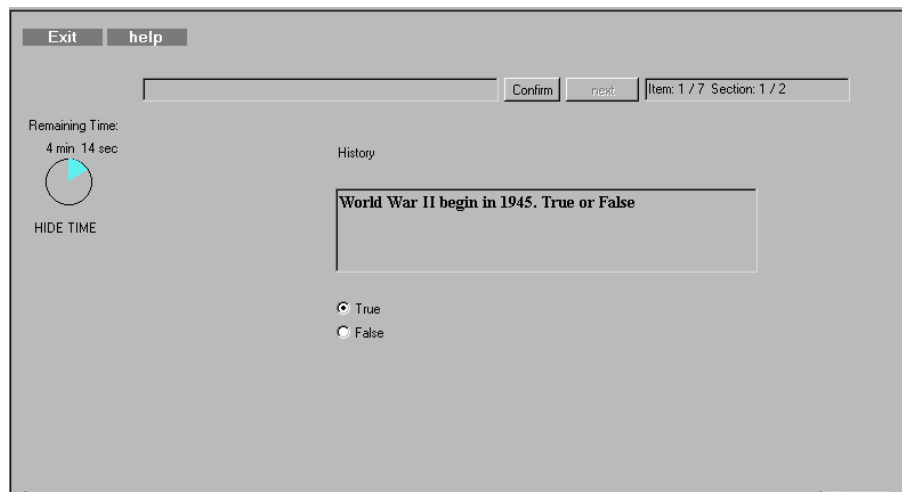 Exit help
Confirm next Item: 1 / 7 Section: 1 / 2
Remaining Time:
4 min 14 sec
History
World War II begin in 1945. True or False
HIDE TIME
True
False